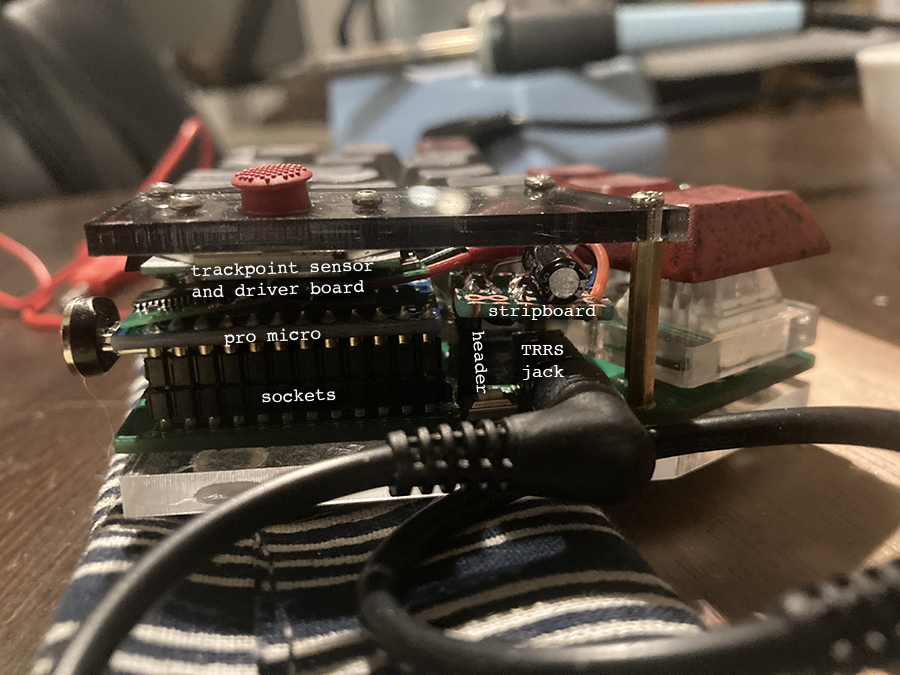 trackpoint sensor
and driver board
stripboard
pro micro
header
TRRS
jack
sockets